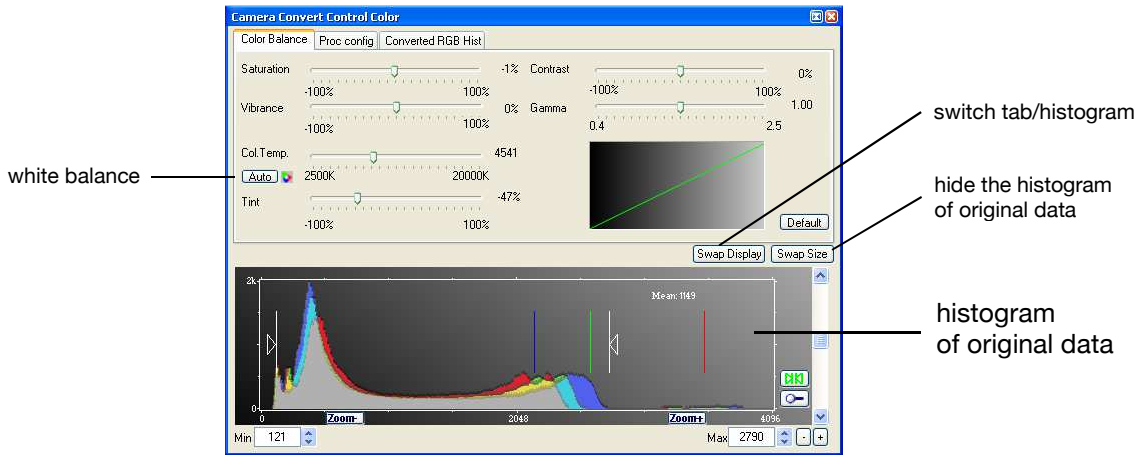 Camera Convert Control Color
Color Balance Proc config Converted RGB Hist
Saturation -1% Contrast 0%
-100% 100% -100% 100%
Vibrance 0% Gamma 1.00
-100% 100% 0.4 2.5
Col.Temp. 4541
Auto 2500K 20000K
Tint -47%
-100% 100%
Default
Swap Display Swap Size
2k
Mean: 1149
0
0 Zoom- 2048 Zoom+ 4096
Min 121 Max 2790 - +
white balance
switch tab/histogram
hide the histogram
of original data
histogram
of original data